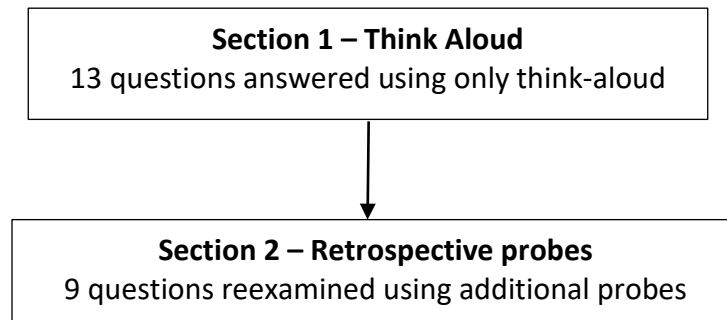 Section 1 – Think Aloud
13 questions answered using only think-aloud
Section 2 – Retrospective probes
9 questions reexamined using additional probes